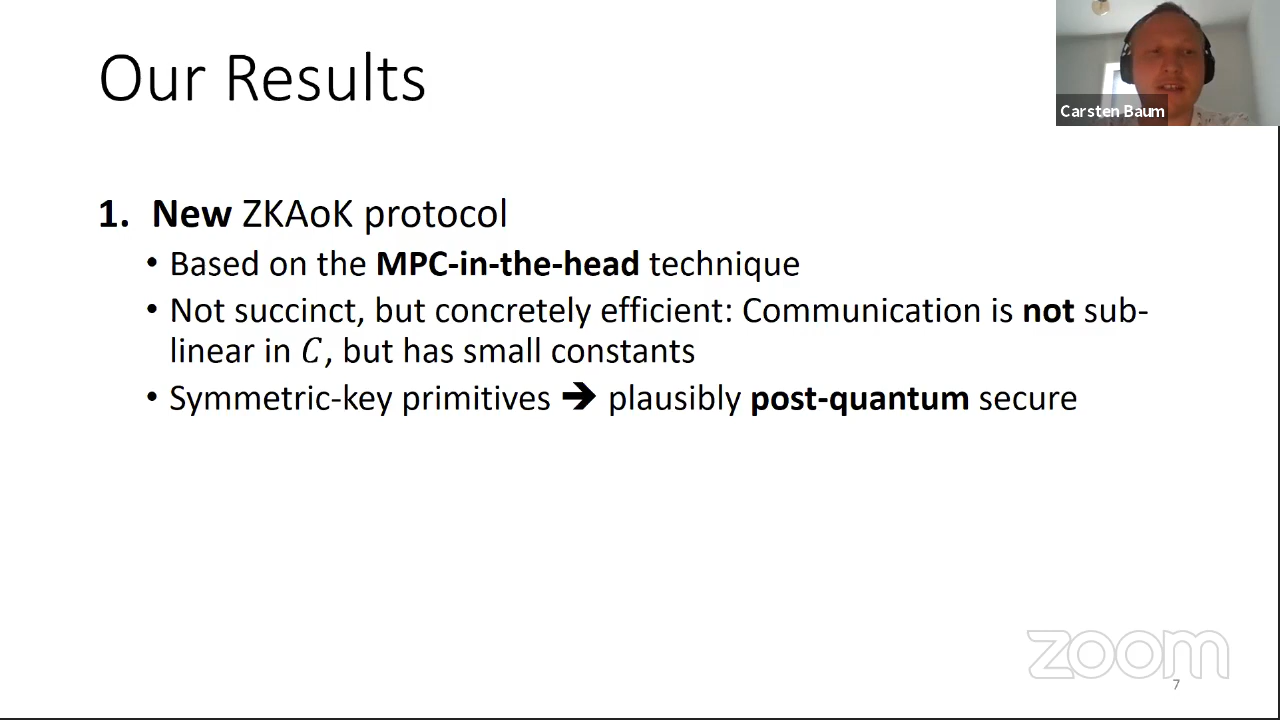 Our Results
Carsten Baum
1. New ZKAoK protocol
• Based on the MPC-in-the-head technique
• Not succinct, but concretely efficient: Communication is not sub-
linear in C, but has small constants
• Symmetric-key primitives ➔ plausibly post-quantum secure
zoom
7